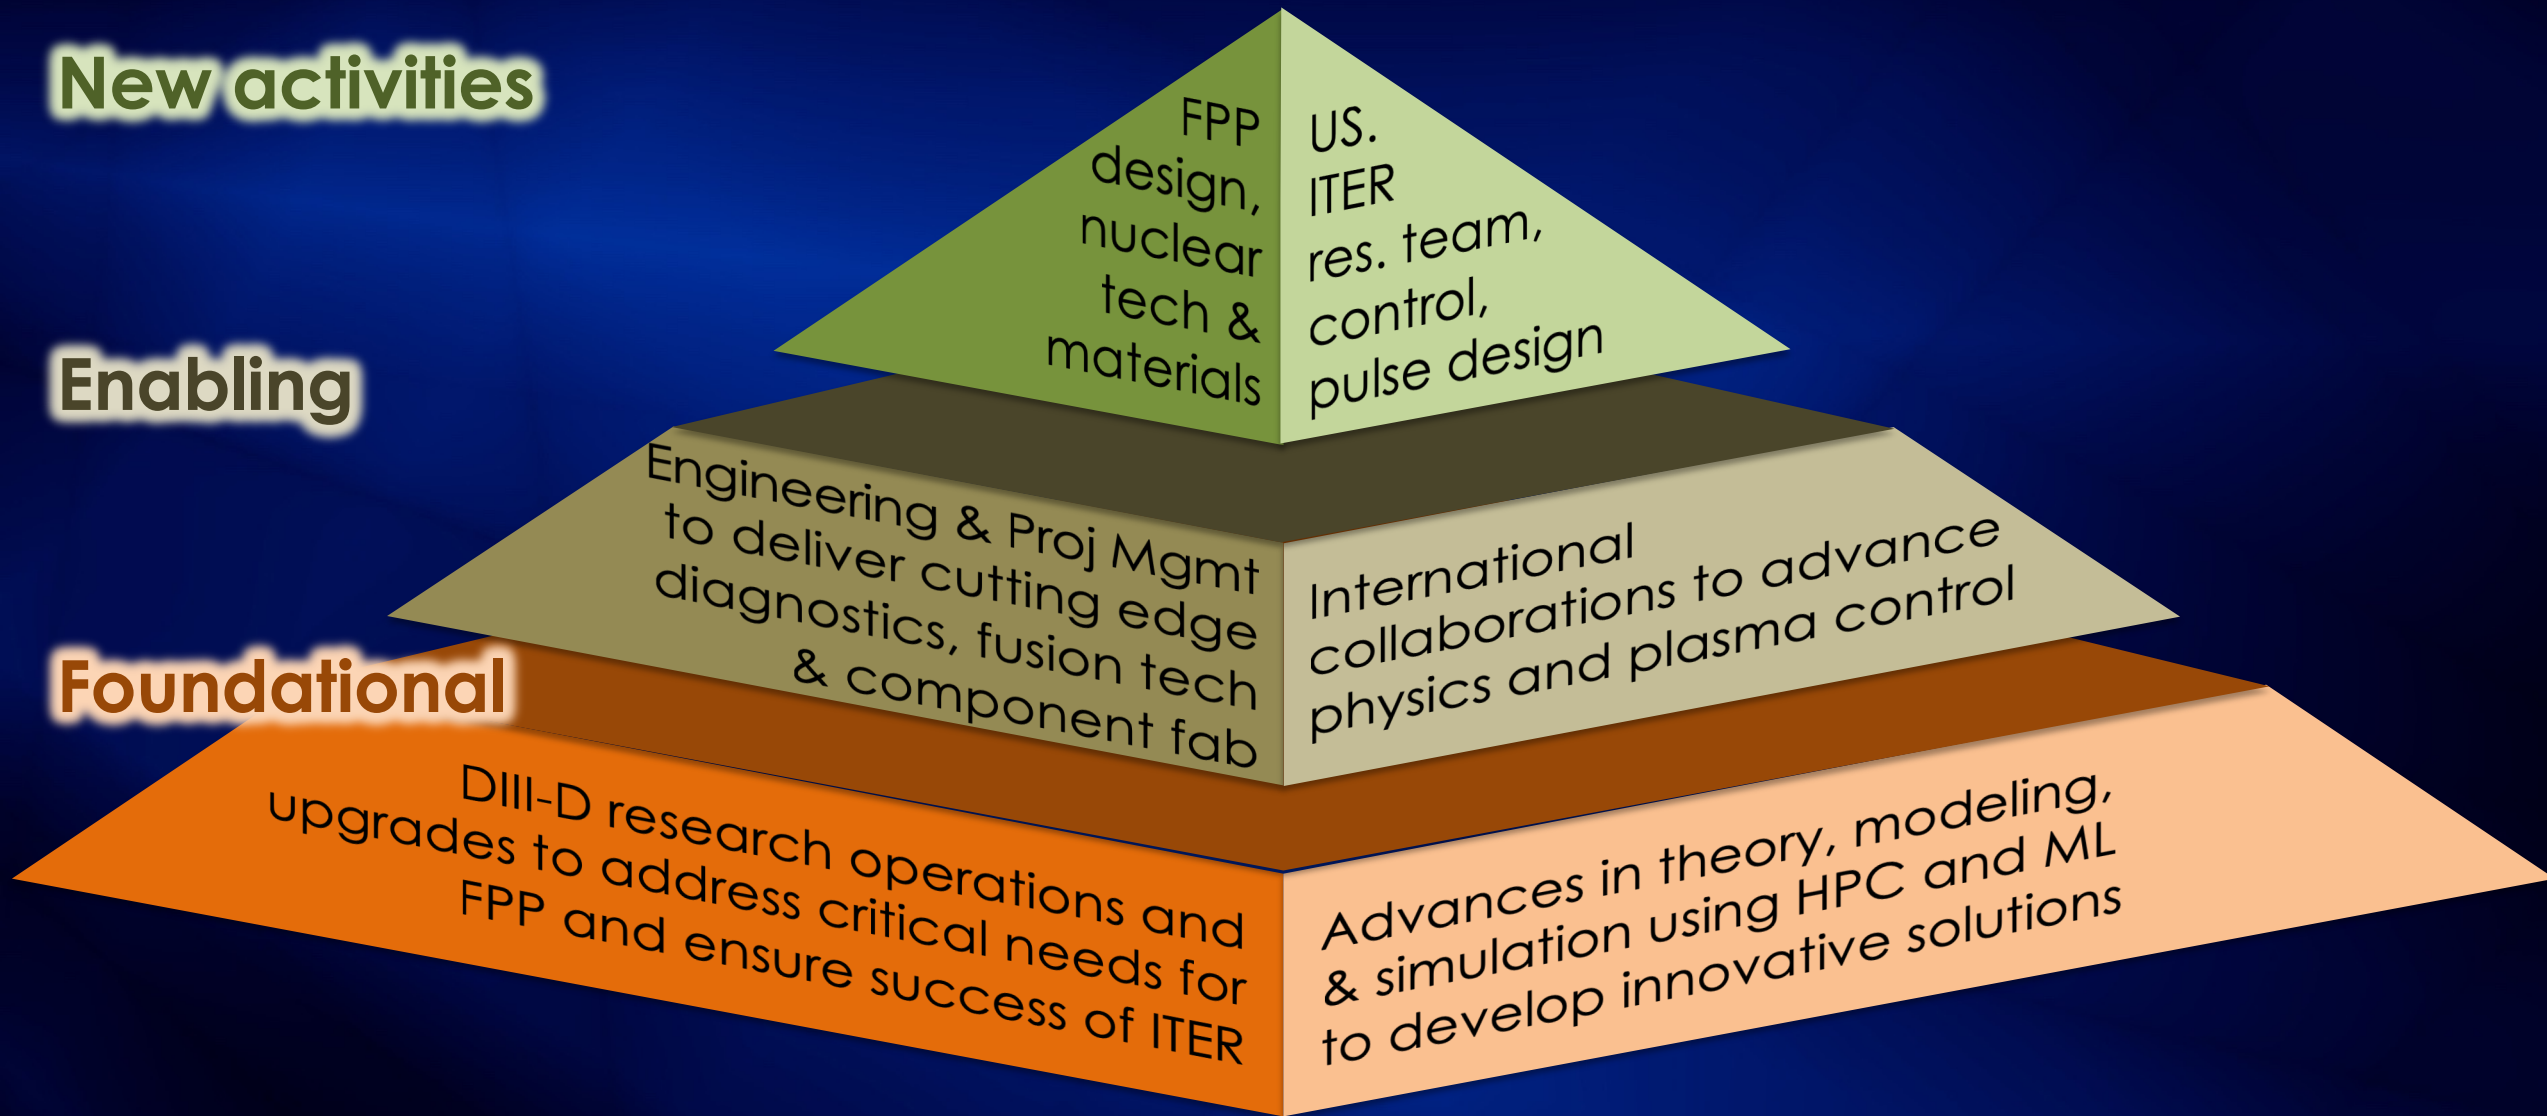 New activities
FPP
design,
nuclear
tech &
materials
US.
ITER
res. team,
control,
pulse design
Enabling
Engineering & Proj Mgmt
to deliver cutting edge
diagnostics, fusion tech
& component fab
International
collaborations to advance
physics and plasma control
Foundational
DIII-D research operations and
upgrades to address critical needs for
FPP and ensure success of ITER
Advances in theory, modeling,
& simulation using HPC and ML
to develop innovative solutions